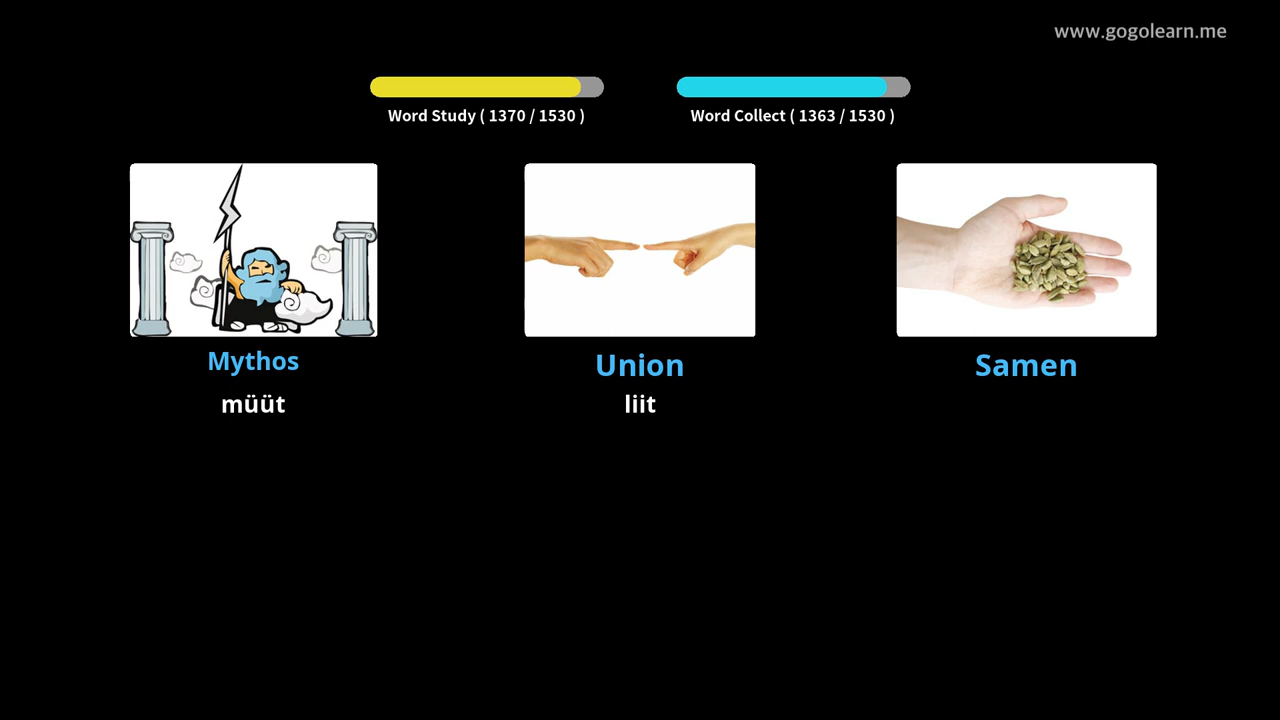 www.gogolearn.me
Word Study ( 1370 / 1530 )
Word Collect ( 1363 / 1530 )
Mythos
müüt
Union
liit
Samen